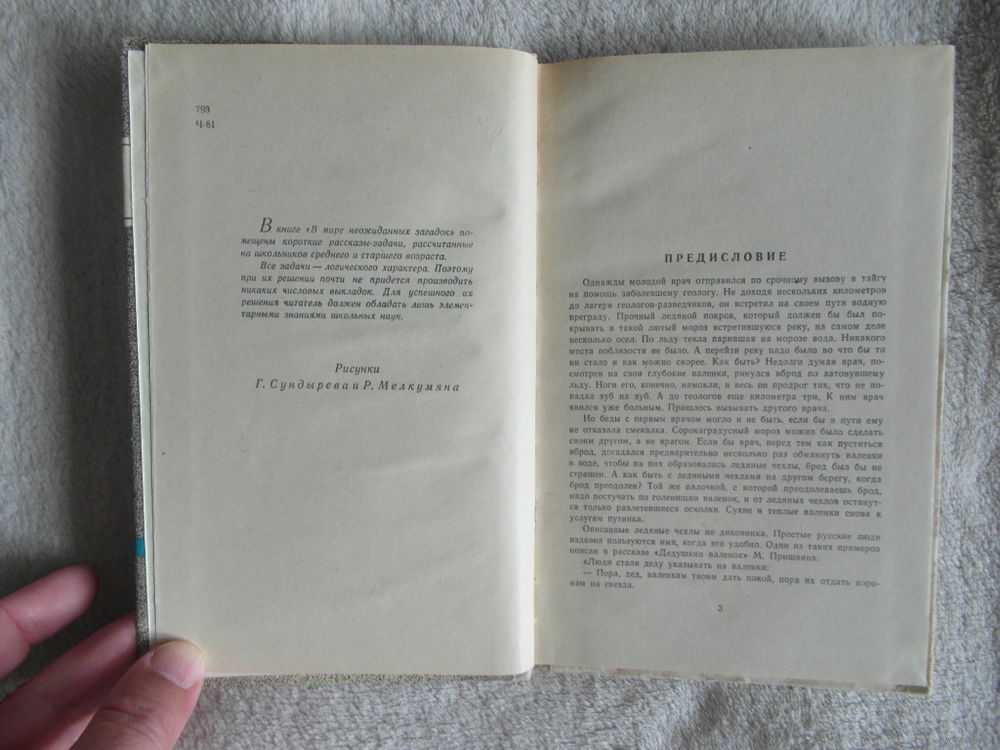 793
Ч-81
В книге «В мире неожиданных загадок» по-
мещены короткие рассказы-задачи, рассчитанные
на школьников среднего и старшего возраста.
Все задачи — логического характера. Поэтому
при их решении почти не придется производить
никаких числовых выкладок. Для успешного их
решения читатель должен обладать лишь элемен-
тарными знаниями школьных наук.
Рисунки
Г. Сундырева и Р. Мелкумяна
ПРЕДИСЛОВИЕ
Однажды молодой врач отправился по срочному вызову в тайгу
на помощь заболевшему геологу. Не доходя нескольких километров
до лагеря геологов-разведчиков, он встретил на своем пути водную
преграду. Прочный ледяной покров, который должен бы был по-
крывать в такой лютый мороз встретившуюся реку, на самом деле
несколько осел. По льду текла парившая на морозе вода. Никакого
моста поблизости не было. А перейти реку надо было во что бы то
ни стало и как можно скорее. Как быть? Недолго думая врач, по-
смотрев на свои глубокие валенки, ринулся вброд по затонувшему
льду. Ноги его, конечно, намокли, и весь он продрог так, что не по-
падал зуб на зуб. А до геологов еще километра три. К ним врач
явился уже больным. Пришлось вызывать другого врача.
Но беды с первым врачом могло и не быть, если бы в пути ему
не отказала смекалка. Сорокаградусный мороз можно было сделать
своим другом, а не врагом. Если бы врач, перед тем как пуститься
вброд, догадался предварительно несколько раз обмакнуть валенки
в воде, чтобы на них образовались ледяные чехлы, брод был бы не
страшен. А как быть с ледяными чехлами на другом берегу, когда
брод преодолен? Той же палочкой, с которой преодолеваешь брод,
надо постучать по голенищам валенок, и от ледяных чехлов останут-
ся только разлетевшиеся осколки. Сухие и теплые валенки снова к
услугам путника.
Описанные ледяные чехлы не диковинка. Простые русские люди
издавна пользуются ими, когда это удобно. Один из таких примеров
описан в рассказе «Дедушкин валенок» М. Пришвина:
«Люди стали деду указывать на валенки:
— Пора, дед, валенкам твоим дать покой, пора их отдать воро-
нам на гнезда.
3